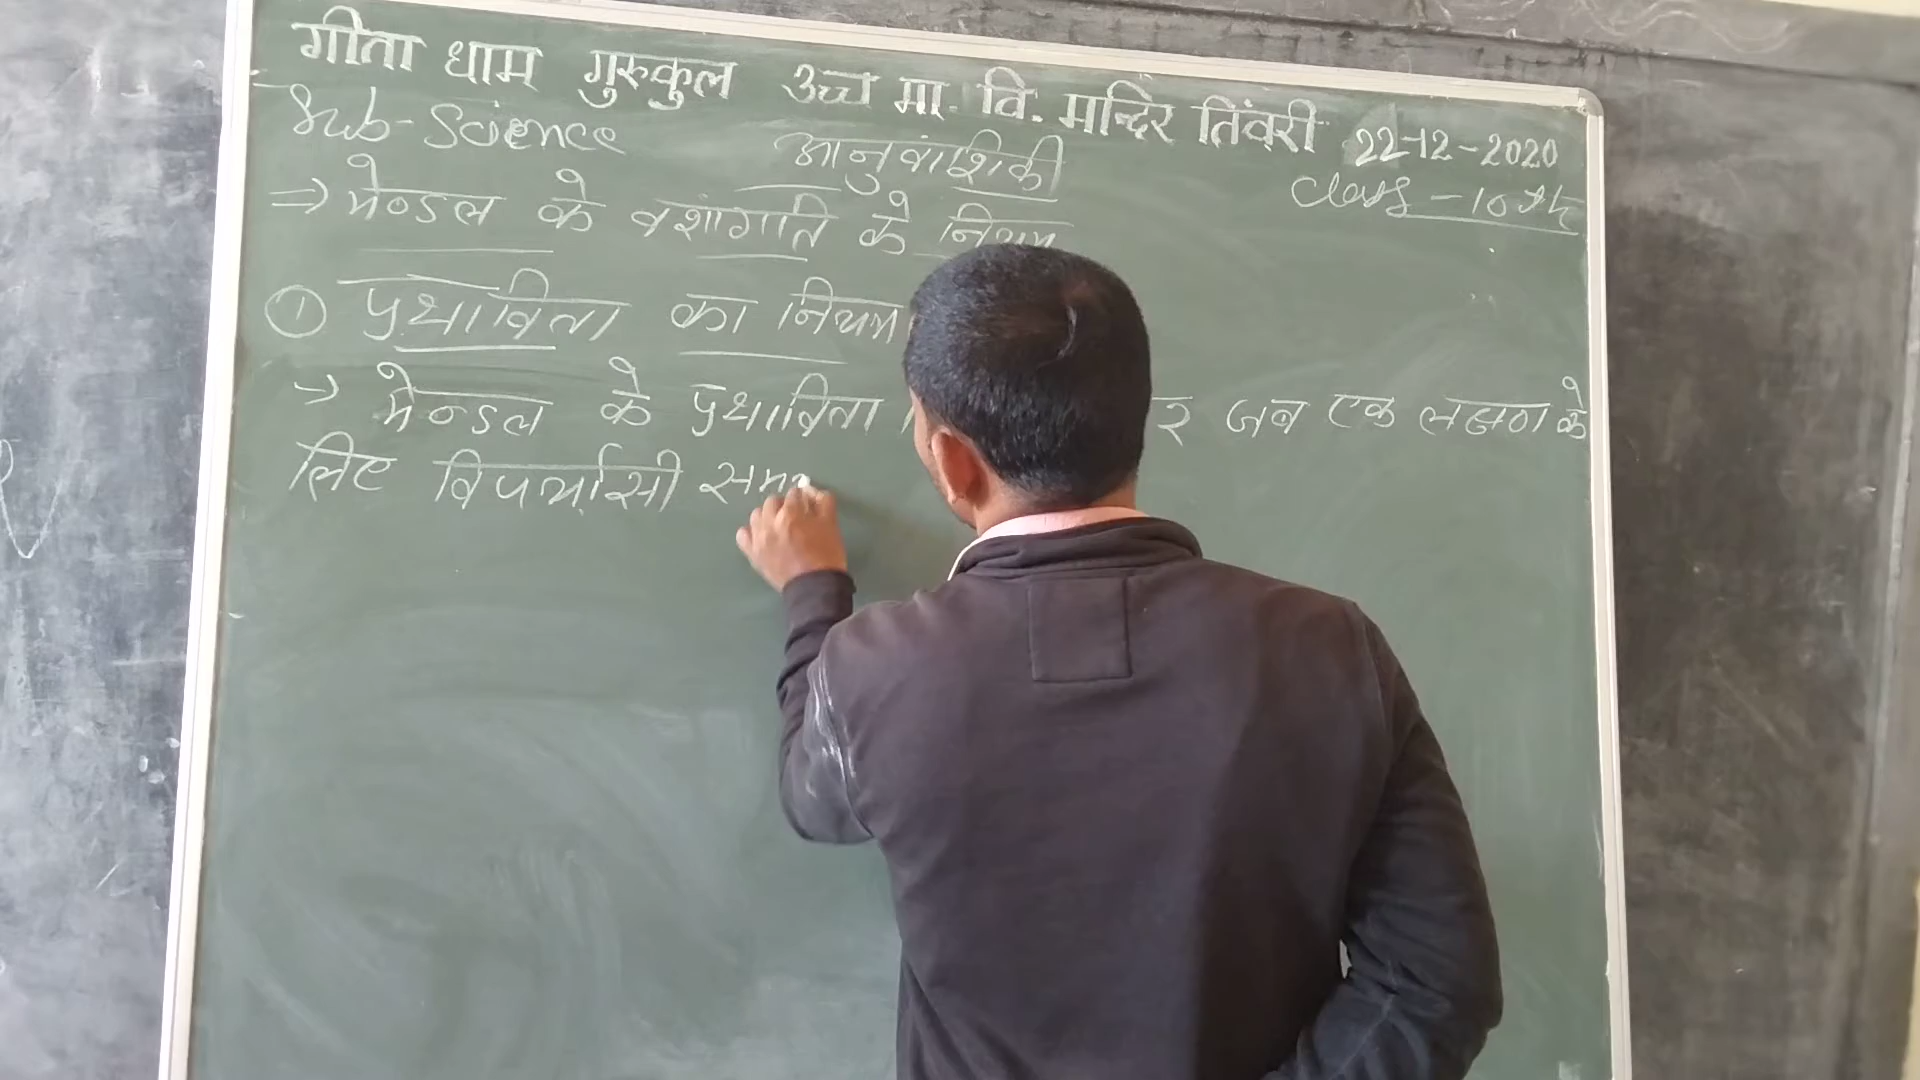 गीता धाम गुरुकुल उच्च मा. वि. मन्दिर तिंवरी 22-12-2020
Sub-Science
आनुवांशिकी
Class - 10th
⇒ मेण्डल के वशांगति के नियम
① प्रभाविता का नियम
→ मेण्डल के प्रभाविता जब एक लक्षण के
लिए विपर्यासी